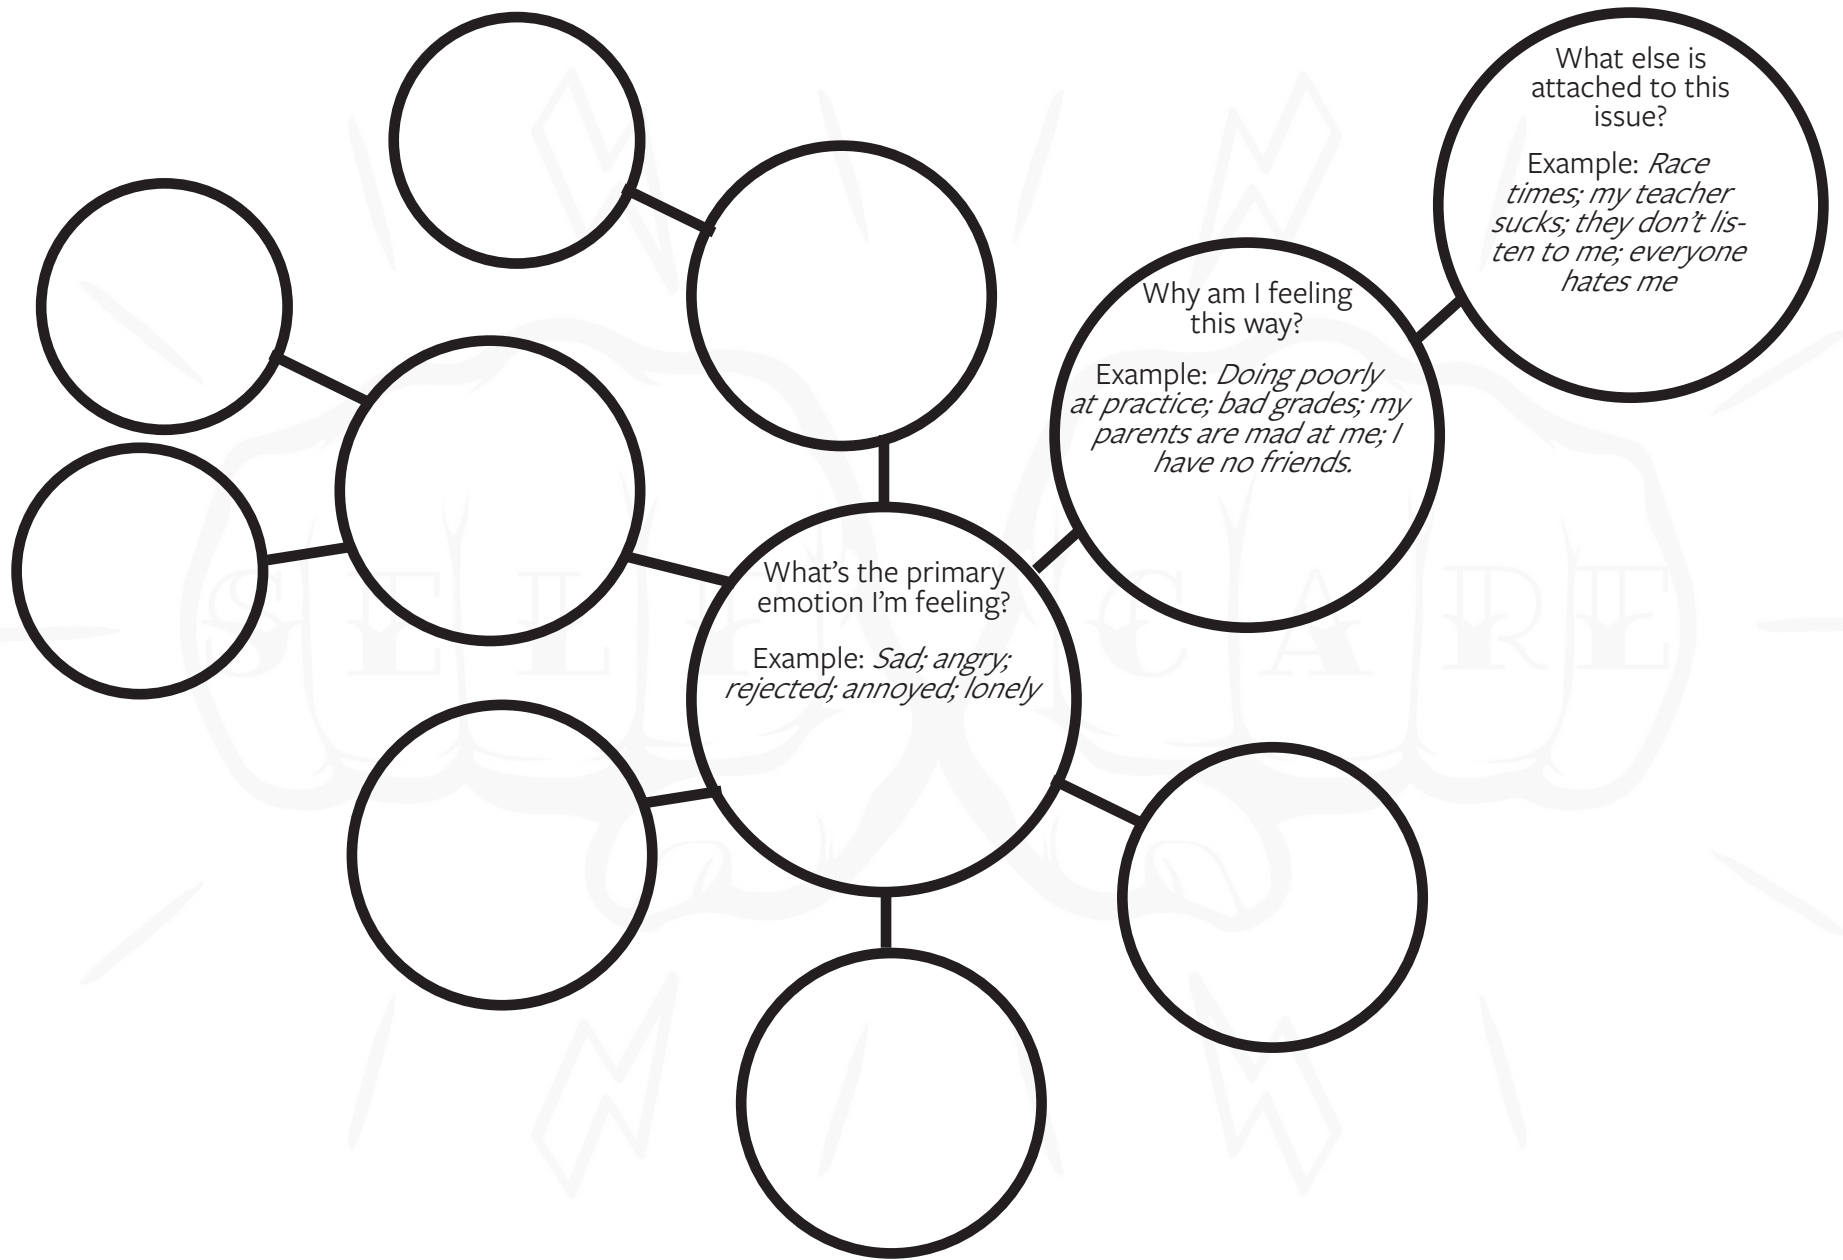 What else is
attached to this
issue?
Example: Race
times; my teacher
sucks; they don't lis-
ten to me; everyone
hates me
Why am I feeling
this way?
Example: Doing poorly
at practice; bad grades; my
parents are mad at me; I
have no friends.
What's the primary
emotion I'm feeling?
Example: Sad; angry;
rejected; annoyed; lonely
SELF CARE